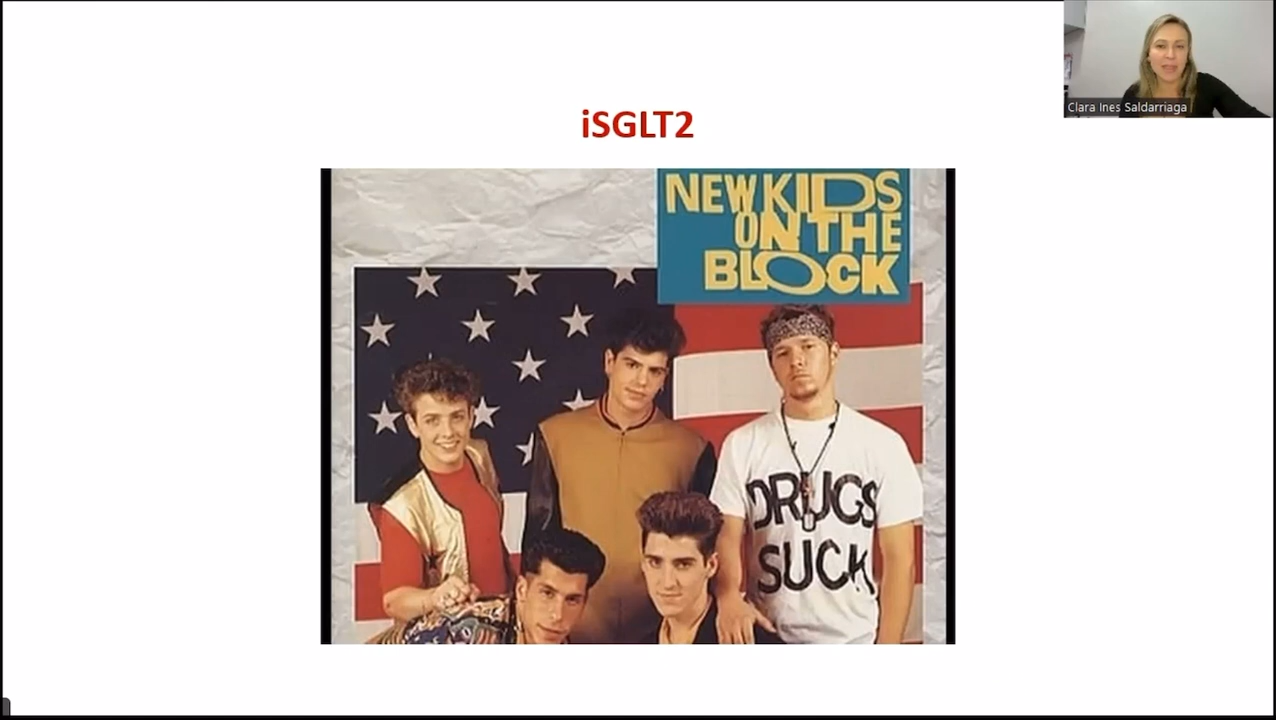 Clara Ines Saldarriaga
iSGLT2
NEW KIDS
ON THE
BLOCK
DRUGS
SUCK